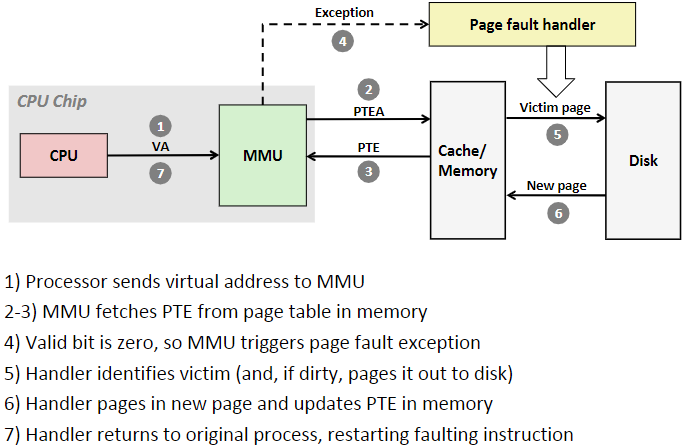 Exception
4
Page fault handler
CPU Chip
2
PTEA
Victim page
5
1
VA
CPU
MMU
7
PTE
3
Cache/
Memory
Disk
New page
6
1) Processor sends virtual address to MMU
2-3) MMU fetches PTE from page table in memory
4) Valid bit is zero, so MMU triggers page fault exception
5) Handler identifies victim (and, if dirty, pages it out to disk)
6) Handler pages in new page and updates PTE in memory
7) Handler returns to original process, restarting faulting instruction